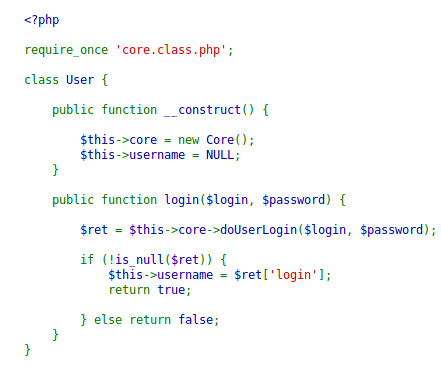 <?php
require_once 'core.class.php';
class User {
public function __construct() {
$this->core = new Core();
$this->username = NULL;
}
public function login($login, $password) {
$ret = $this->core->doUserLogin($login, $password);
if (!is_null($ret)) {
$this->username = $ret['login'];
return true;
} else return false;
}
}